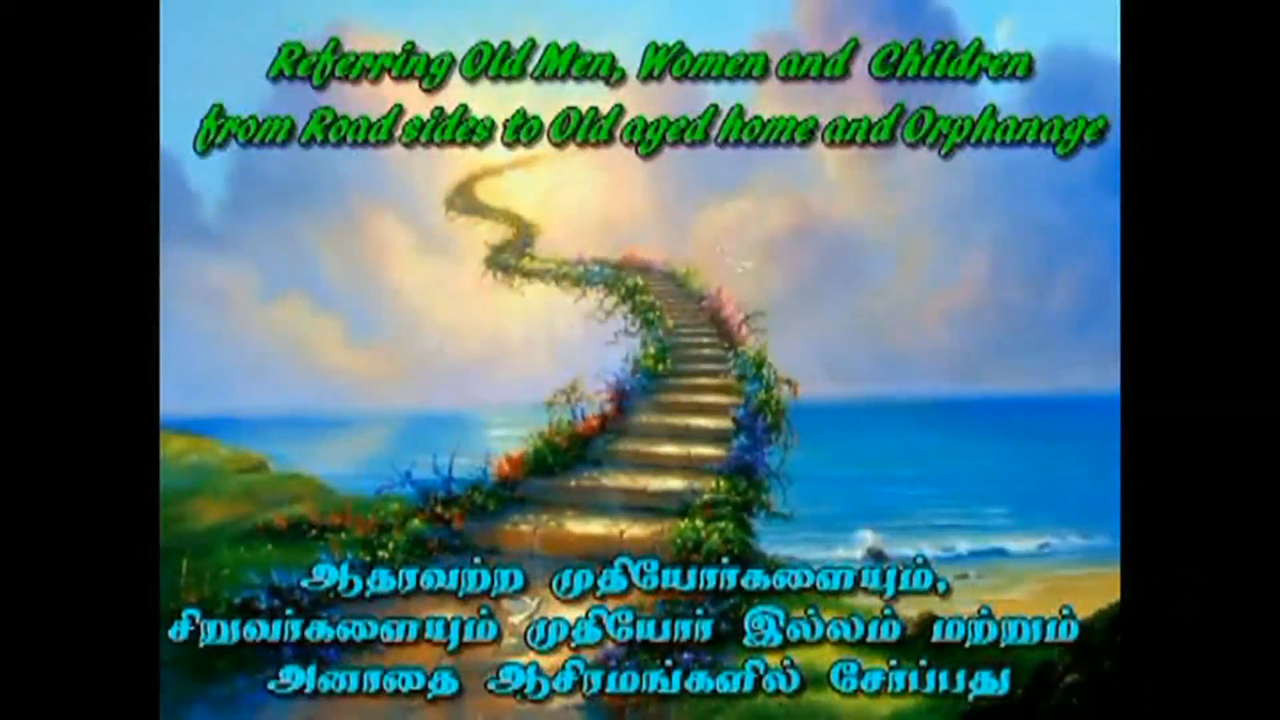 Referring Old Men, Women and Children
from Road sides to Old aged home and Orphanage
ஆதரவற்ற முதியோர்களையும்,
சிறுவர்களையும் முதியோர் இல்லம் மற்றும்
அனாதை ஆசிரமங்களில் சேர்ப்பது